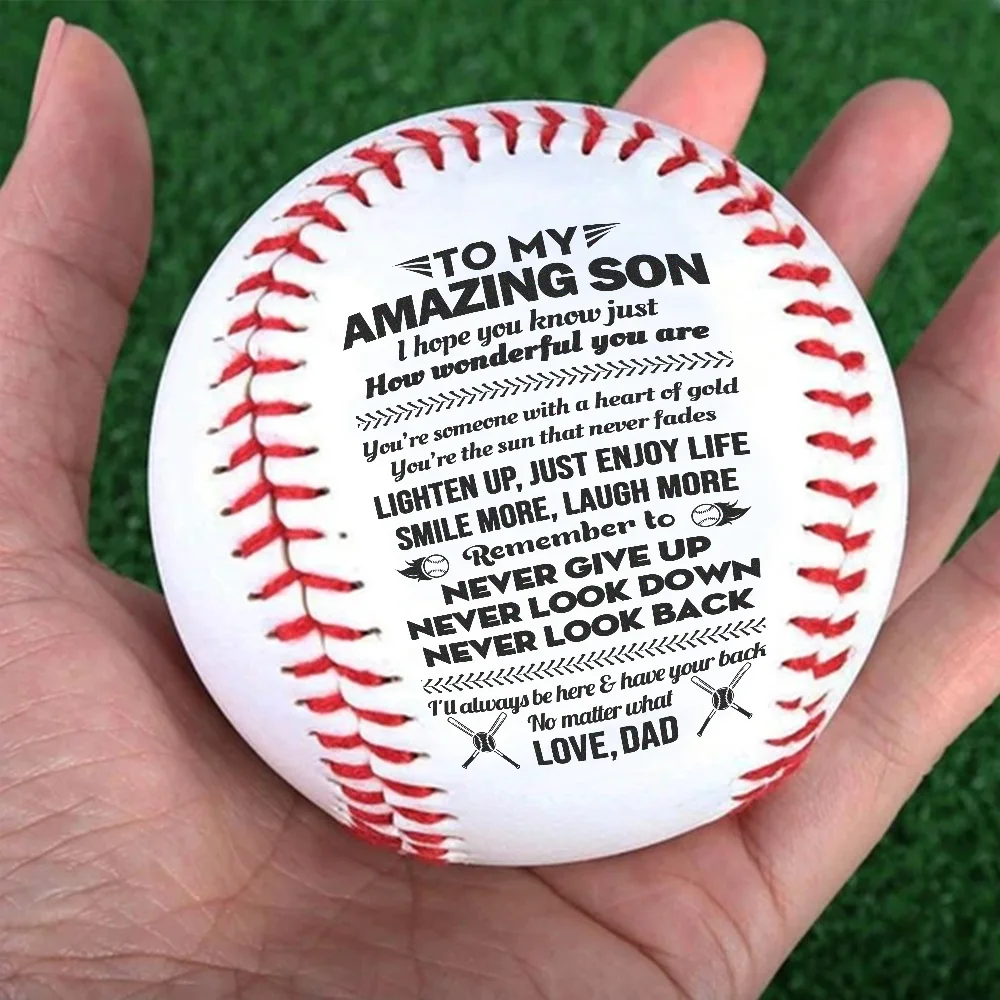 TO MY
AMAZING SON
I hope you know just
How wonderful you are
You're someone with a heart of gold
You're the sun that never fades
LIGHTEN UP, JUST ENJOY LIFE
SMILE MORE, LAUGH MORE
Remember to
NEVER GIVE UP
NEVER LOOK DOWN
NEVER LOOK BACK
I'll always be here & have your back
No matter what
LOVE, DAD